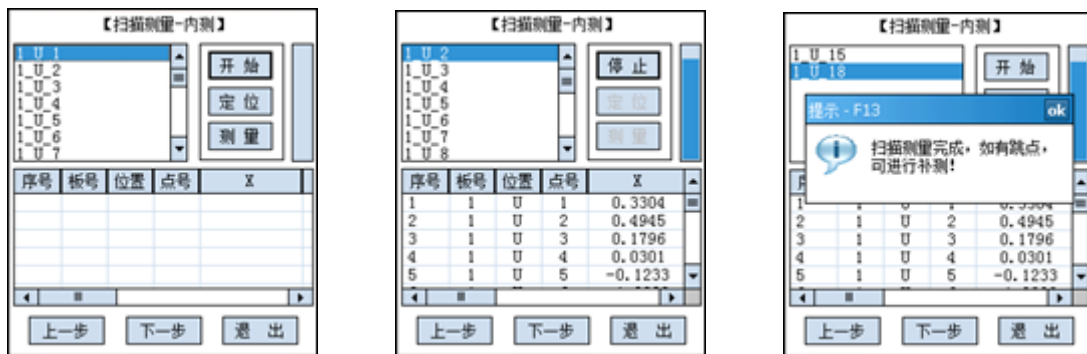 【扫描测量-内测】
1_U_1
1_U_2
1_U_3
1_U_4
1_U_5
1_U_6
1_U_7
开 始
定 位
测 量
序号 板号 位置 点号 X
上一步 下一步 退 出
【扫描测量-内测】
1_U_2
1_U_3
1_U_4
1_U_5
1_U_6
1_U_7
1_U_8
停 止
定 位
测 量
序号 板号 位置 点号 X
1 1 U 1 0.3304
2 1 U 2 0.4945
3 1 U 3 0.1796
4 1 U 4 0.0301
5 1 U 5 -0.1233
上一步 下一步 退 出
【扫描测量-内测】
1_U_15
1_U_18
开 始
提示 - F13 ok
扫描测量完成，如有跳点，
可进行补测!
1 1 U 1 0.3304
2 1 U 2 0.4945
3 1 U 3 0.1796
4 1 U 4 0.0301
5 1 U 5 -0.1233
上一步 下一步 退 出